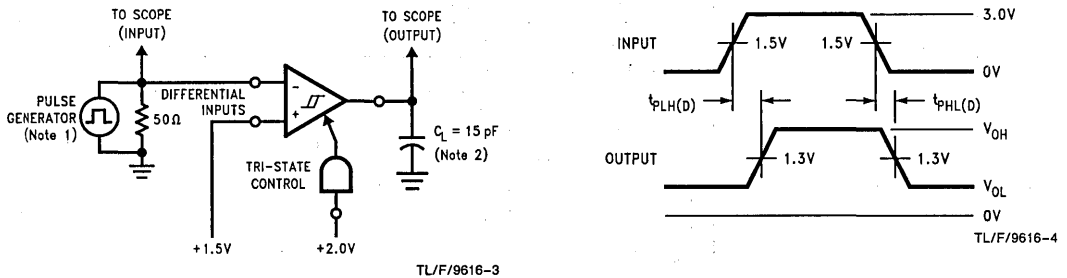 TO SCOPE
(INPUT)
TO SCOPE
(OUTPUT)
PULSE
GENERATOR
(Note 1)
50Ω
DIFFERENTIAL
INPUTS
-
+
C_L = 15 pF
(Note 2)
TRI-STATE
CONTROL
+1.5V
+2.0V
TL/F/9616-3
INPUT
1.5V
1.5V
3.0V
0V
t_PLH(D)
t_PHL(D)
OUTPUT
1.3V
1.3V
V_OH
V_OL
0V
TL/F/9616-4